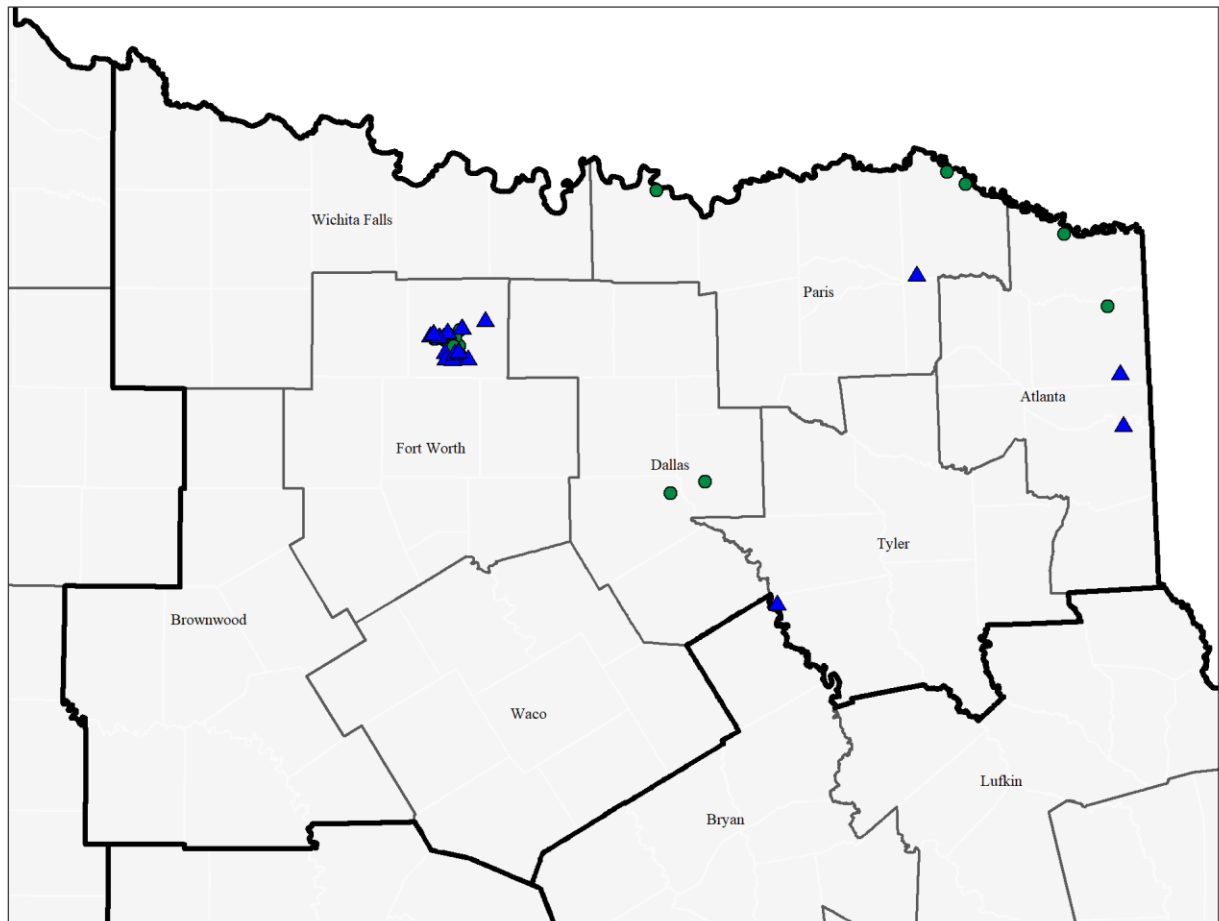 Wichita Falls
Paris
Atlanta
Fort Worth
Dallas
Tyler
Brownwood
Waco
Lufkin
Bryan